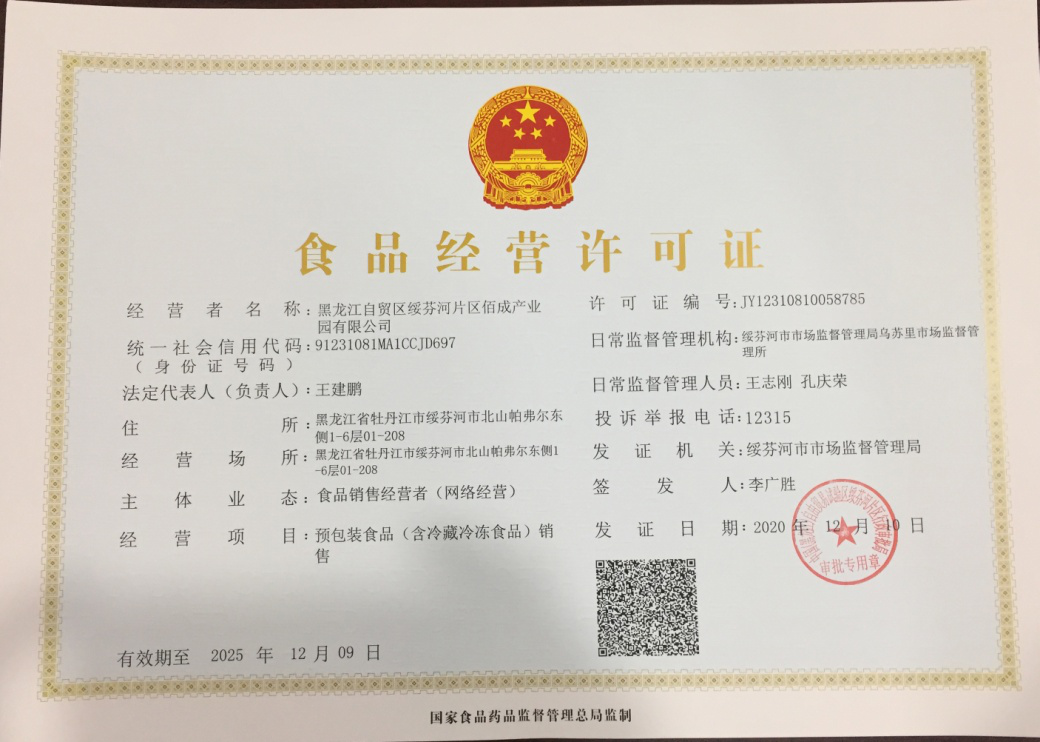 食品经营许可证
经营者名称：黑龙江自贸区绥芬河片区佰成产业
园有限公司
统一社会信用代码：91231081MA1CCJD697
（身份证号码）
法定代表人（负责人）：王建鹏
住所：黑龙江省牡丹江市绥芬河市北山帕弗尔东
侧1-6层01-208
经营场所：黑龙江省牡丹江市绥芬河市北山帕弗尔东侧1
-6层01-208
主体业态：食品销售经营者（网络经营）
经营项目：预包装食品（含冷藏冷冻食品）销
售
有效期至 2025 年 12 月 09 日
许可证编号：JY12310810058785
日常监督管理机构：绥芬河市市场监督管理局乌苏里市场监督管
理所
日常监督管理人员：王志刚 孔庆荣
投诉举报电话：12315
发证机关：绥芬河市市场监督管理局
签发人：李广胜
发证日期：2020 年 12 月 10 日
审批专用章
国家食品药品监督管理总局监制